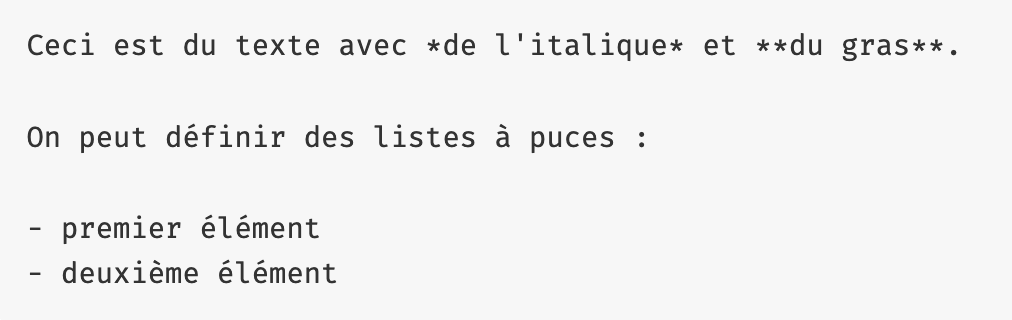 Ceci est du texte avec *de l'italique* et **du gras**.
On peut définir des listes à puces :
- premier élément
- deuxième élément